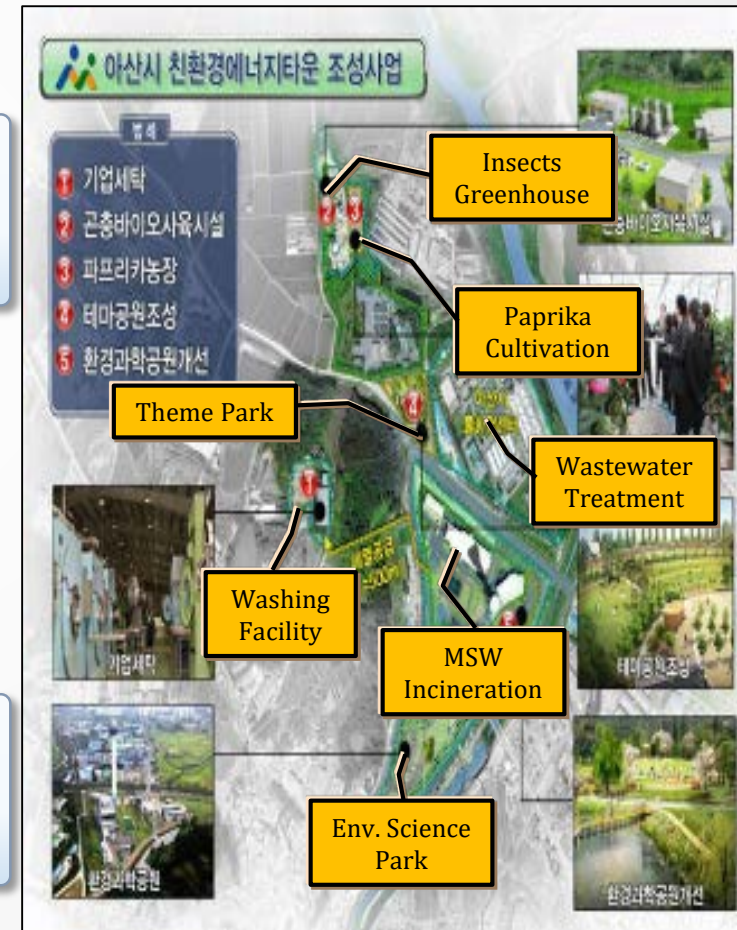 아산시 친환경에너지타운 조성사업
범례
1 기업세탁
2 곤충바이오사육시설
3 파프리카농장
4 테마공원조성
5 환경과학공원개선
Insects
Greenhouse
곤충바이오사육시설
2 3
Paprika
Cultivation
Theme Park
4
Wastewater
Treatment
1
Washing
Facility
기업세탁
MSW
Incineration
5
테마공원조성
Env. Science
Park
환경과학공원
환경과학공원개선